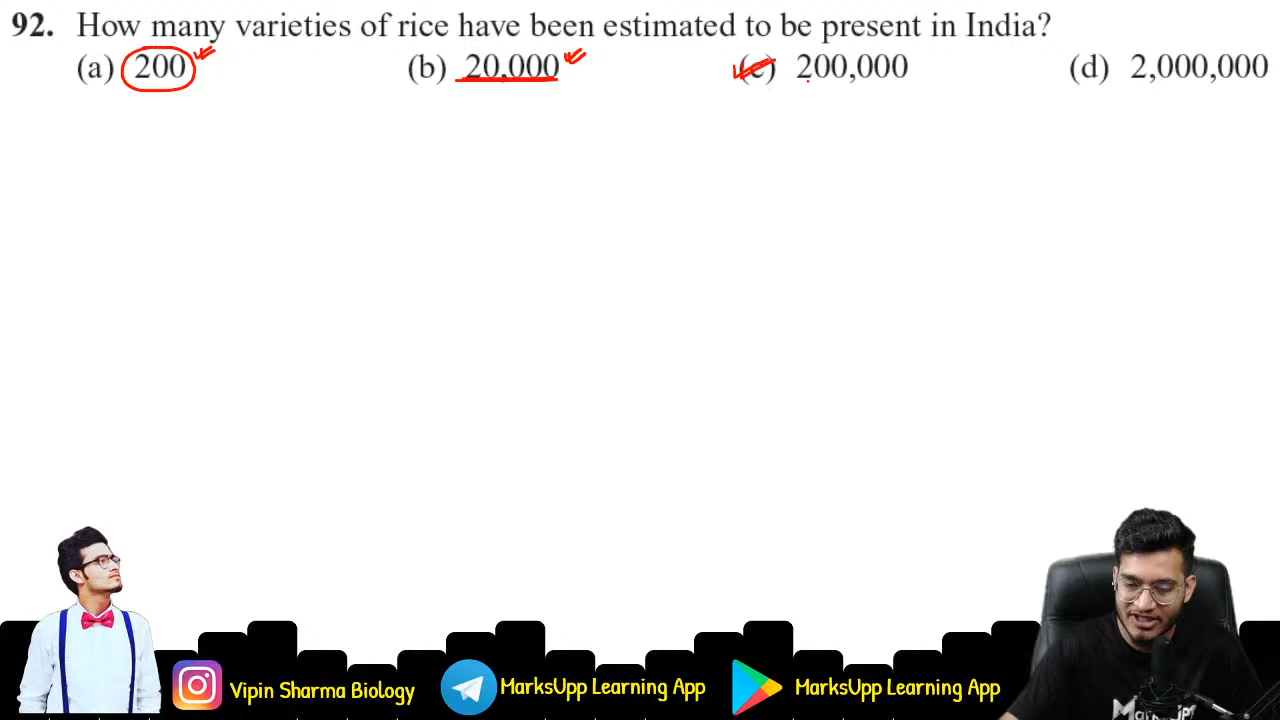 92. How many varieties of rice have been estimated to be present in India?
(a) 200 (b) 20,000 (c) 200,000 (d) 2,000,000
Vipin Sharma Biology MarksUpp Learning App MarksUpp Learning App